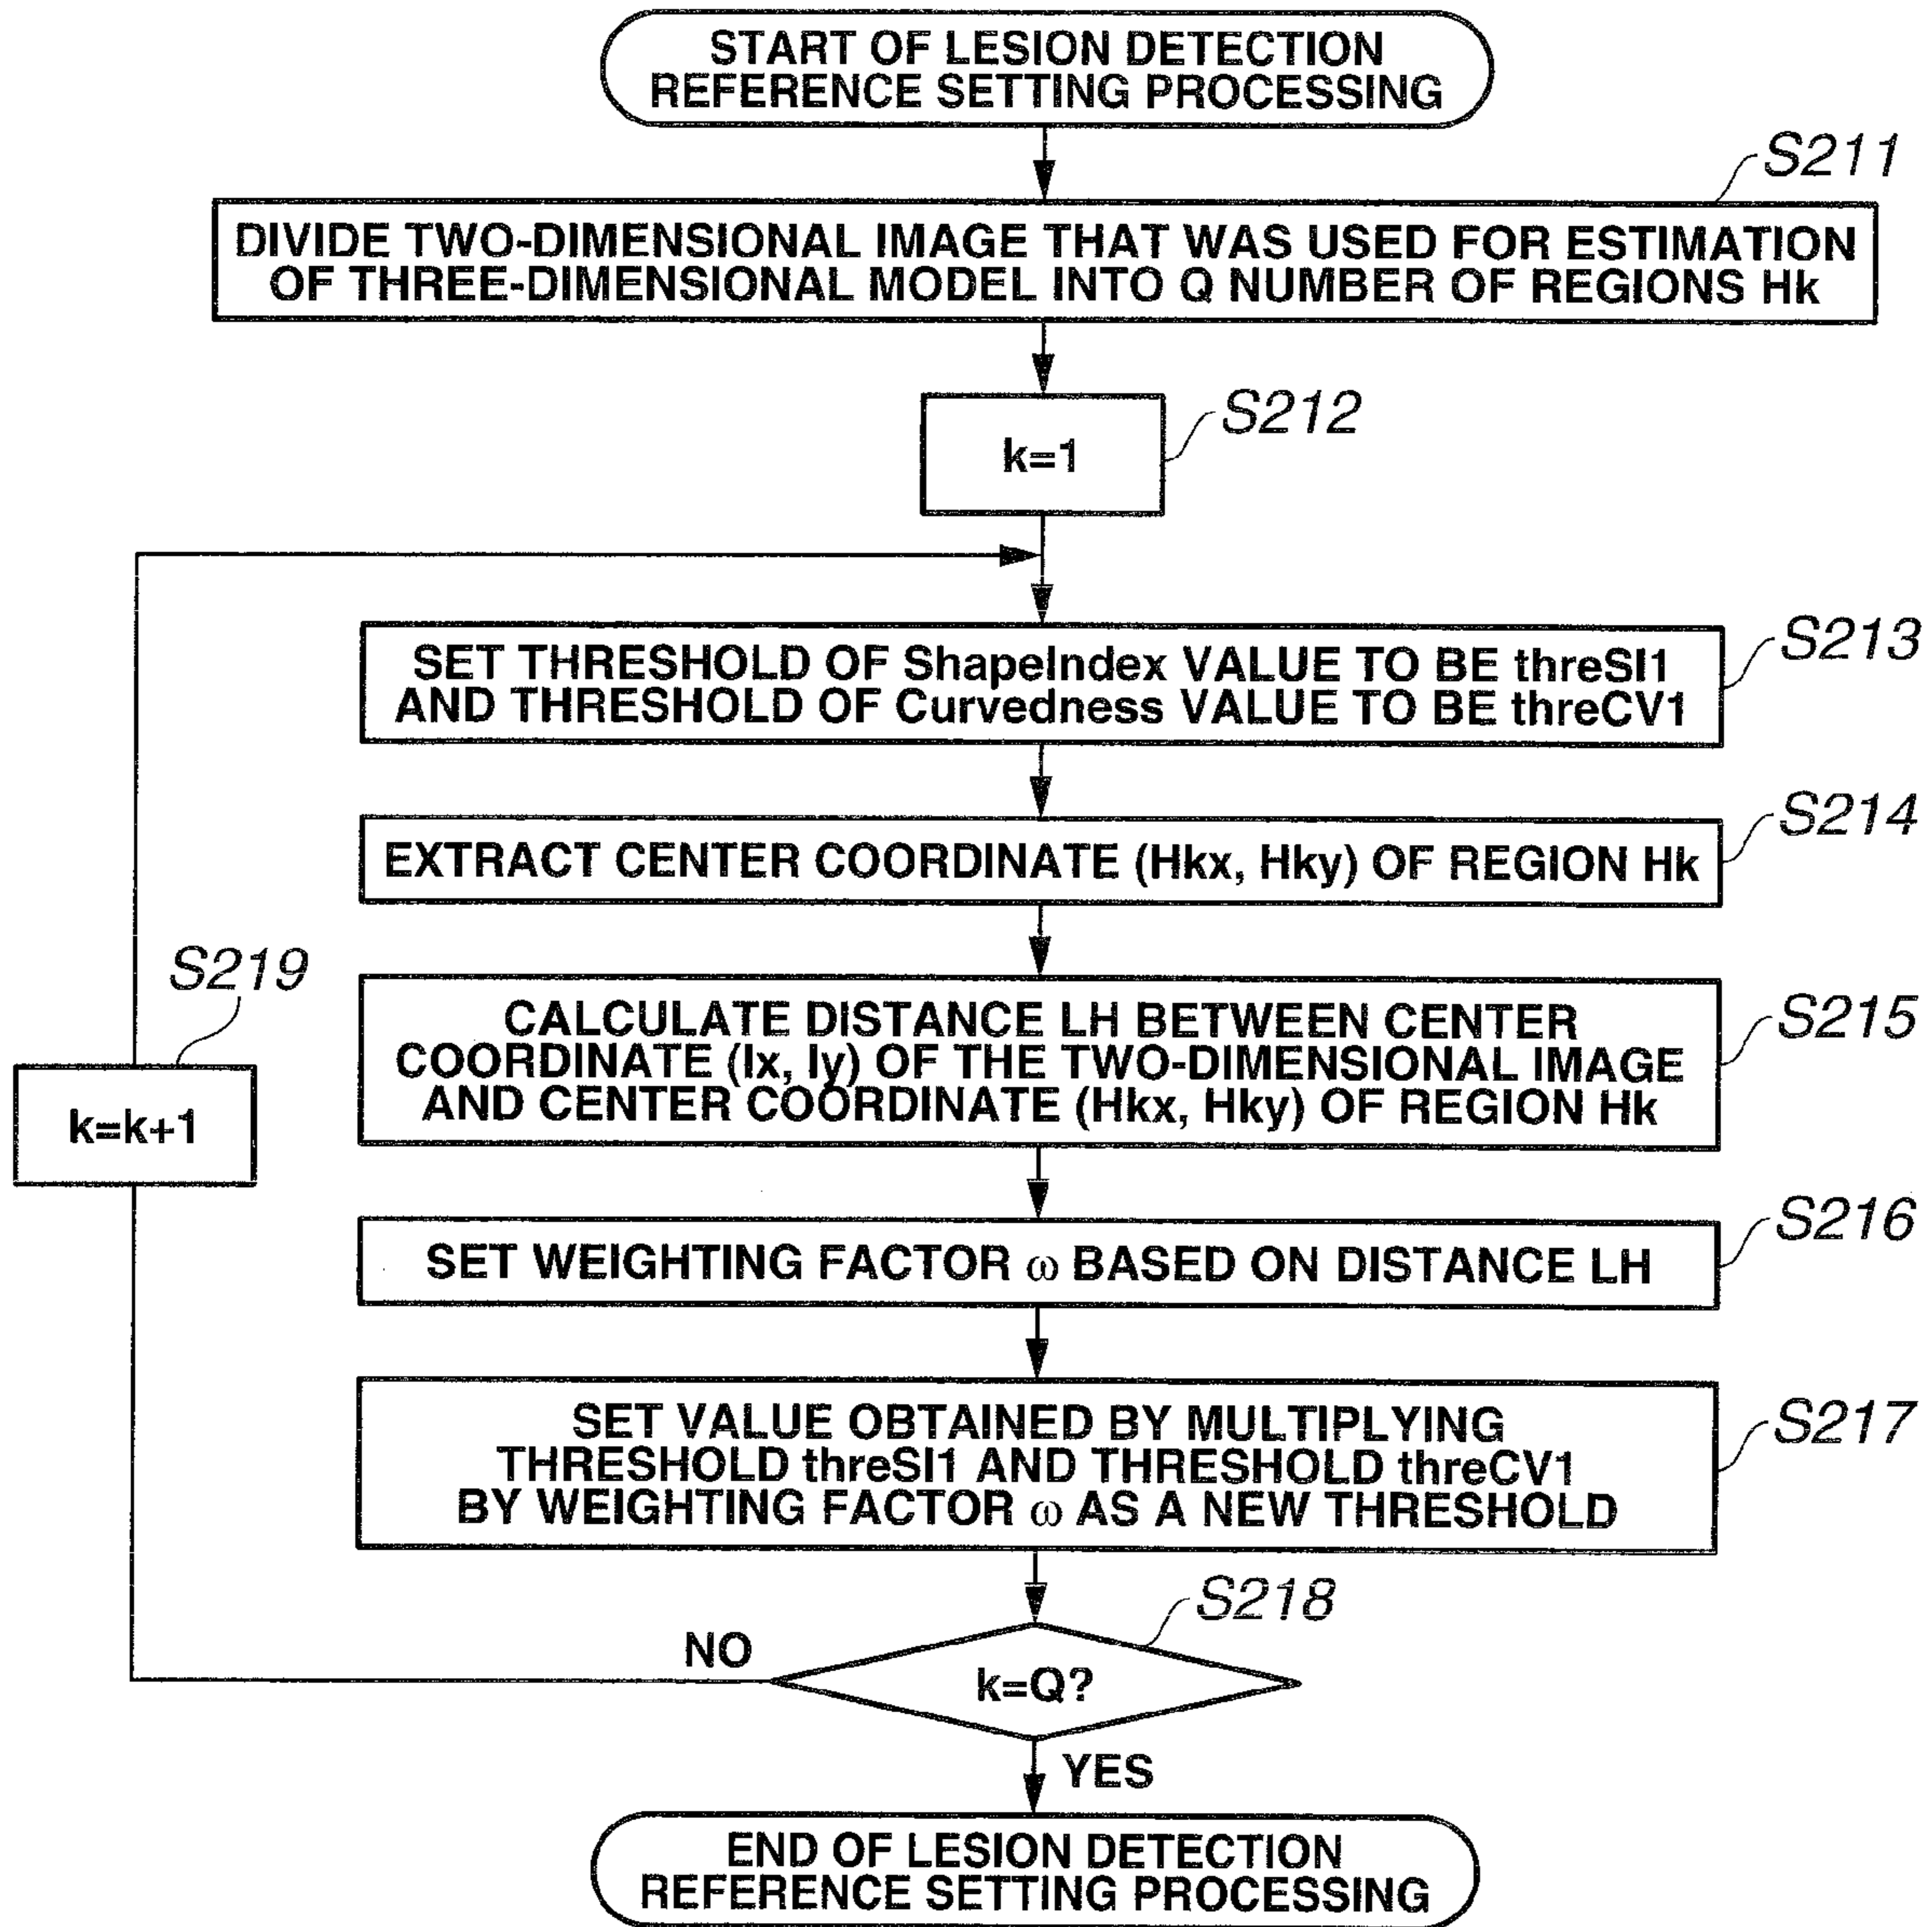 START OF LESION DETECTION
REFERENCE SETTING PROCESSING
S211
DIVIDE TWO-DIMENSIONAL IMAGE THAT WAS USED FOR ESTIMATION
OF THREE-DIMENSIONAL MODEL INTO Q NUMBER OF REGIONS Hk
S212
k=1
S213
SET THRESHOLD OF ShapeIndex VALUE TO BE threSI1
AND THRESHOLD OF Curvedness VALUE TO BE threCV1
S214
EXTRACT CENTER COORDINATE (Hkx, Hky) OF REGION Hk
S219
k=k+1
S215
CALCULATE DISTANCE LH BETWEEN CENTER
COORDINATE (Ix, Iy) OF THE TWO-DIMENSIONAL IMAGE
AND CENTER COORDINATE (Hkx, Hky) OF REGION Hk
S216
SET WEIGHTING FACTOR ω BASED ON DISTANCE LH
S217
SET VALUE OBTAINED BY MULTIPLYING
THRESHOLD threSI1 AND THRESHOLD threCV1
BY WEIGHTING FACTOR ω AS A NEW THRESHOLD
S218
NO
k=Q?
YES
END OF LESION DETECTION
REFERENCE SETTING PROCESSING